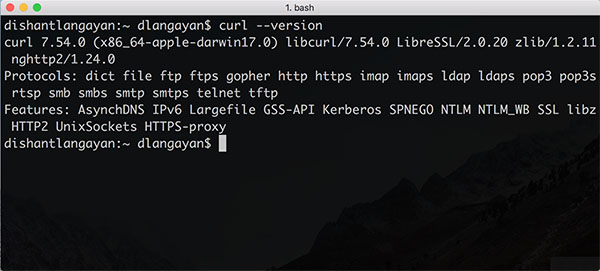 1. bash
dishantlangayan:~ dlangayan$ curl --version
curl 7.54.0 (x86_64-apple-darwin17.0) libcurl/7.54.0 LibreSSL/2.0.20 zlib/1.2.11
nghttp2/1.24.0
Protocols: dict file ftp ftps gopher http https imap imaps ldap ldaps pop3 pop3s
rtsp smb smbs smtp smtps telnet tftp
Features: AsynchDNS IPv6 Largefile GSS-API Kerberos SPNEGO NTLM NTLM_WB SSL libz
HTTP2 UnixSockets HTTPS-proxy
dishantlangayan:~ dlangayan$